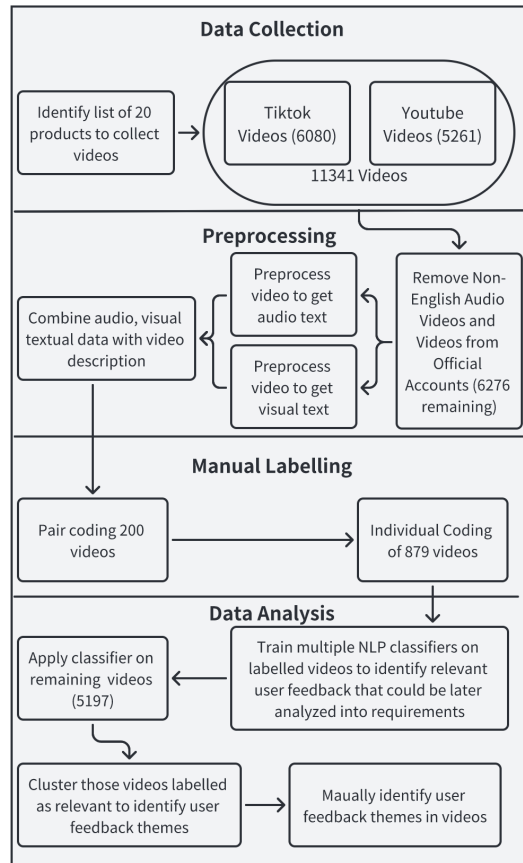 Data Collection
Identify list of 20
products to collect
videos
Tiktok
Videos (6080)
Youtube
Videos (5261)
11341 Videos
Preprocessing
Remove Non-
English Audio
Videos and
Videos from
Official
Accounts (6276
remaining)
Preprocess
video to get
audio text
Preprocess
video to get
visual text
Combine audio, visual
textual data with video
description
Manual Labelling
Pair coding 200
videos
Individual Coding
of 879 videos
Data Analysis
Train multiple NLP classifiers on
labelled videos to identify relevant
user feedback that could be later
analyzed into requirements
Apply classifier on
remaining videos
(5197)
Cluster those videos labelled
as relevant to identify user
feedback themes
Maually identify user
feedback themes in videos